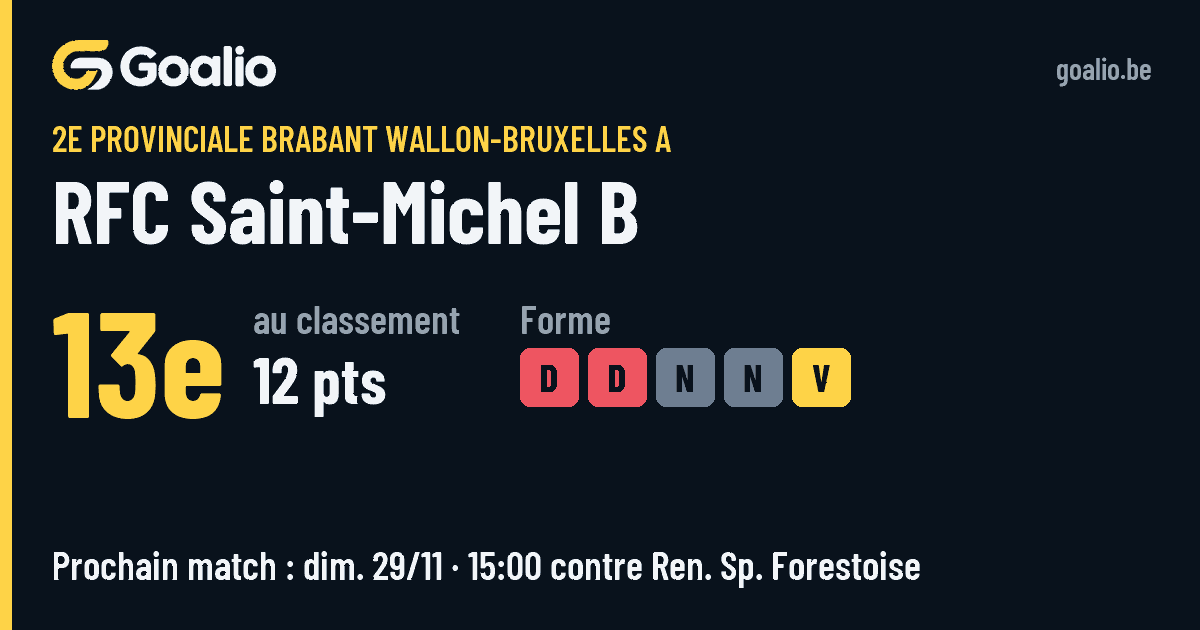 Goalio
goalio.be
2E PROVINCIALE BRABANT WALLON-BRUXELLES A
RFC Saint-Michel B
13e
au classement
12 pts
Forme
D D N N V
Prochain match : dim. 29/11 · 15:00 contre Ren. Sp. Forestoise